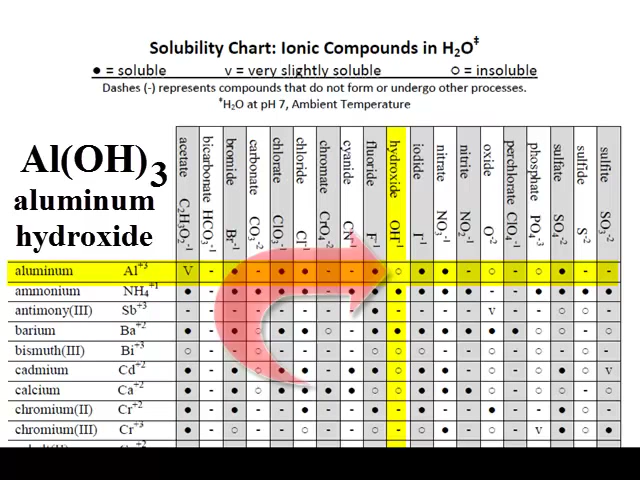 Solubility Chart: Ionic Compounds in H₂O‡
● = soluble v = very slightly soluble ○ = insoluble
Dashes (-) represents compounds that do not form or undergo other processes.
‡H₂O at pH 7, Ambient Temperature
Al(OH)₃
aluminum
hydroxide
acetate C₂H₃O₂⁻¹
bicarbonate HCO₃⁻¹
bromide Br⁻¹
carbonate CO₃⁻²
chlorate ClO₃⁻¹
chloride Cl⁻¹
chromate CrO₄⁻²
cyanide CN⁻¹
fluoride F⁻¹
hydroxide OH⁻¹
iodide I⁻¹
nitrate NO₃⁻¹
nitrite NO₂⁻¹
oxide O⁻²
perchlorate ClO₄⁻¹
phosphate PO₄⁻³
sulfate SO₄⁻²
sulfide S⁻²
sulfite SO₃⁻²
aluminum Al⁺³ V
ammonium NH₄⁺¹
antimony(III) Sb⁺³ v
barium Ba⁺²
bismuth(III) Bi⁺³
cadmium Cd⁺² v
calcium Ca⁺²
chromium(II) Cr⁺²
chromium(III) Cr⁺³ v